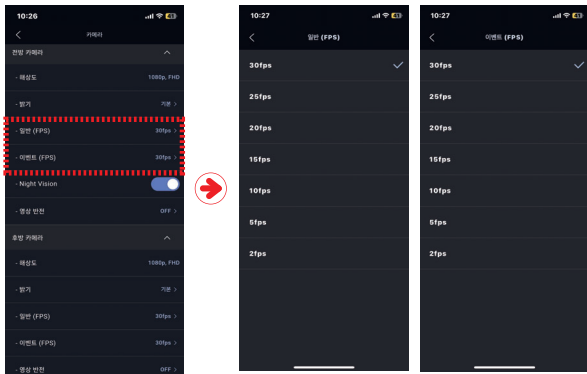 10:26
카메라
전방 카메라
- 해상도 1080p, FHD
- 밝기 기본 >
- 일반 (FPS) 30fps >
- 이벤트 (FPS) 30fps >
- Night Vision
- 영상 반전 OFF >
후방 카메라
- 해상도 1080p, FHD
- 밝기 기본 >
- 일반 (FPS) 30fps >
- 이벤트 (FPS) 30fps >
- 영상 반전 OFF >
10:27
일반 (FPS)
30fps
25fps
20fps
15fps
10fps
5fps
2fps
10:27
이벤트 (FPS)
30fps
25fps
20fps
15fps
10fps
5fps
2fps